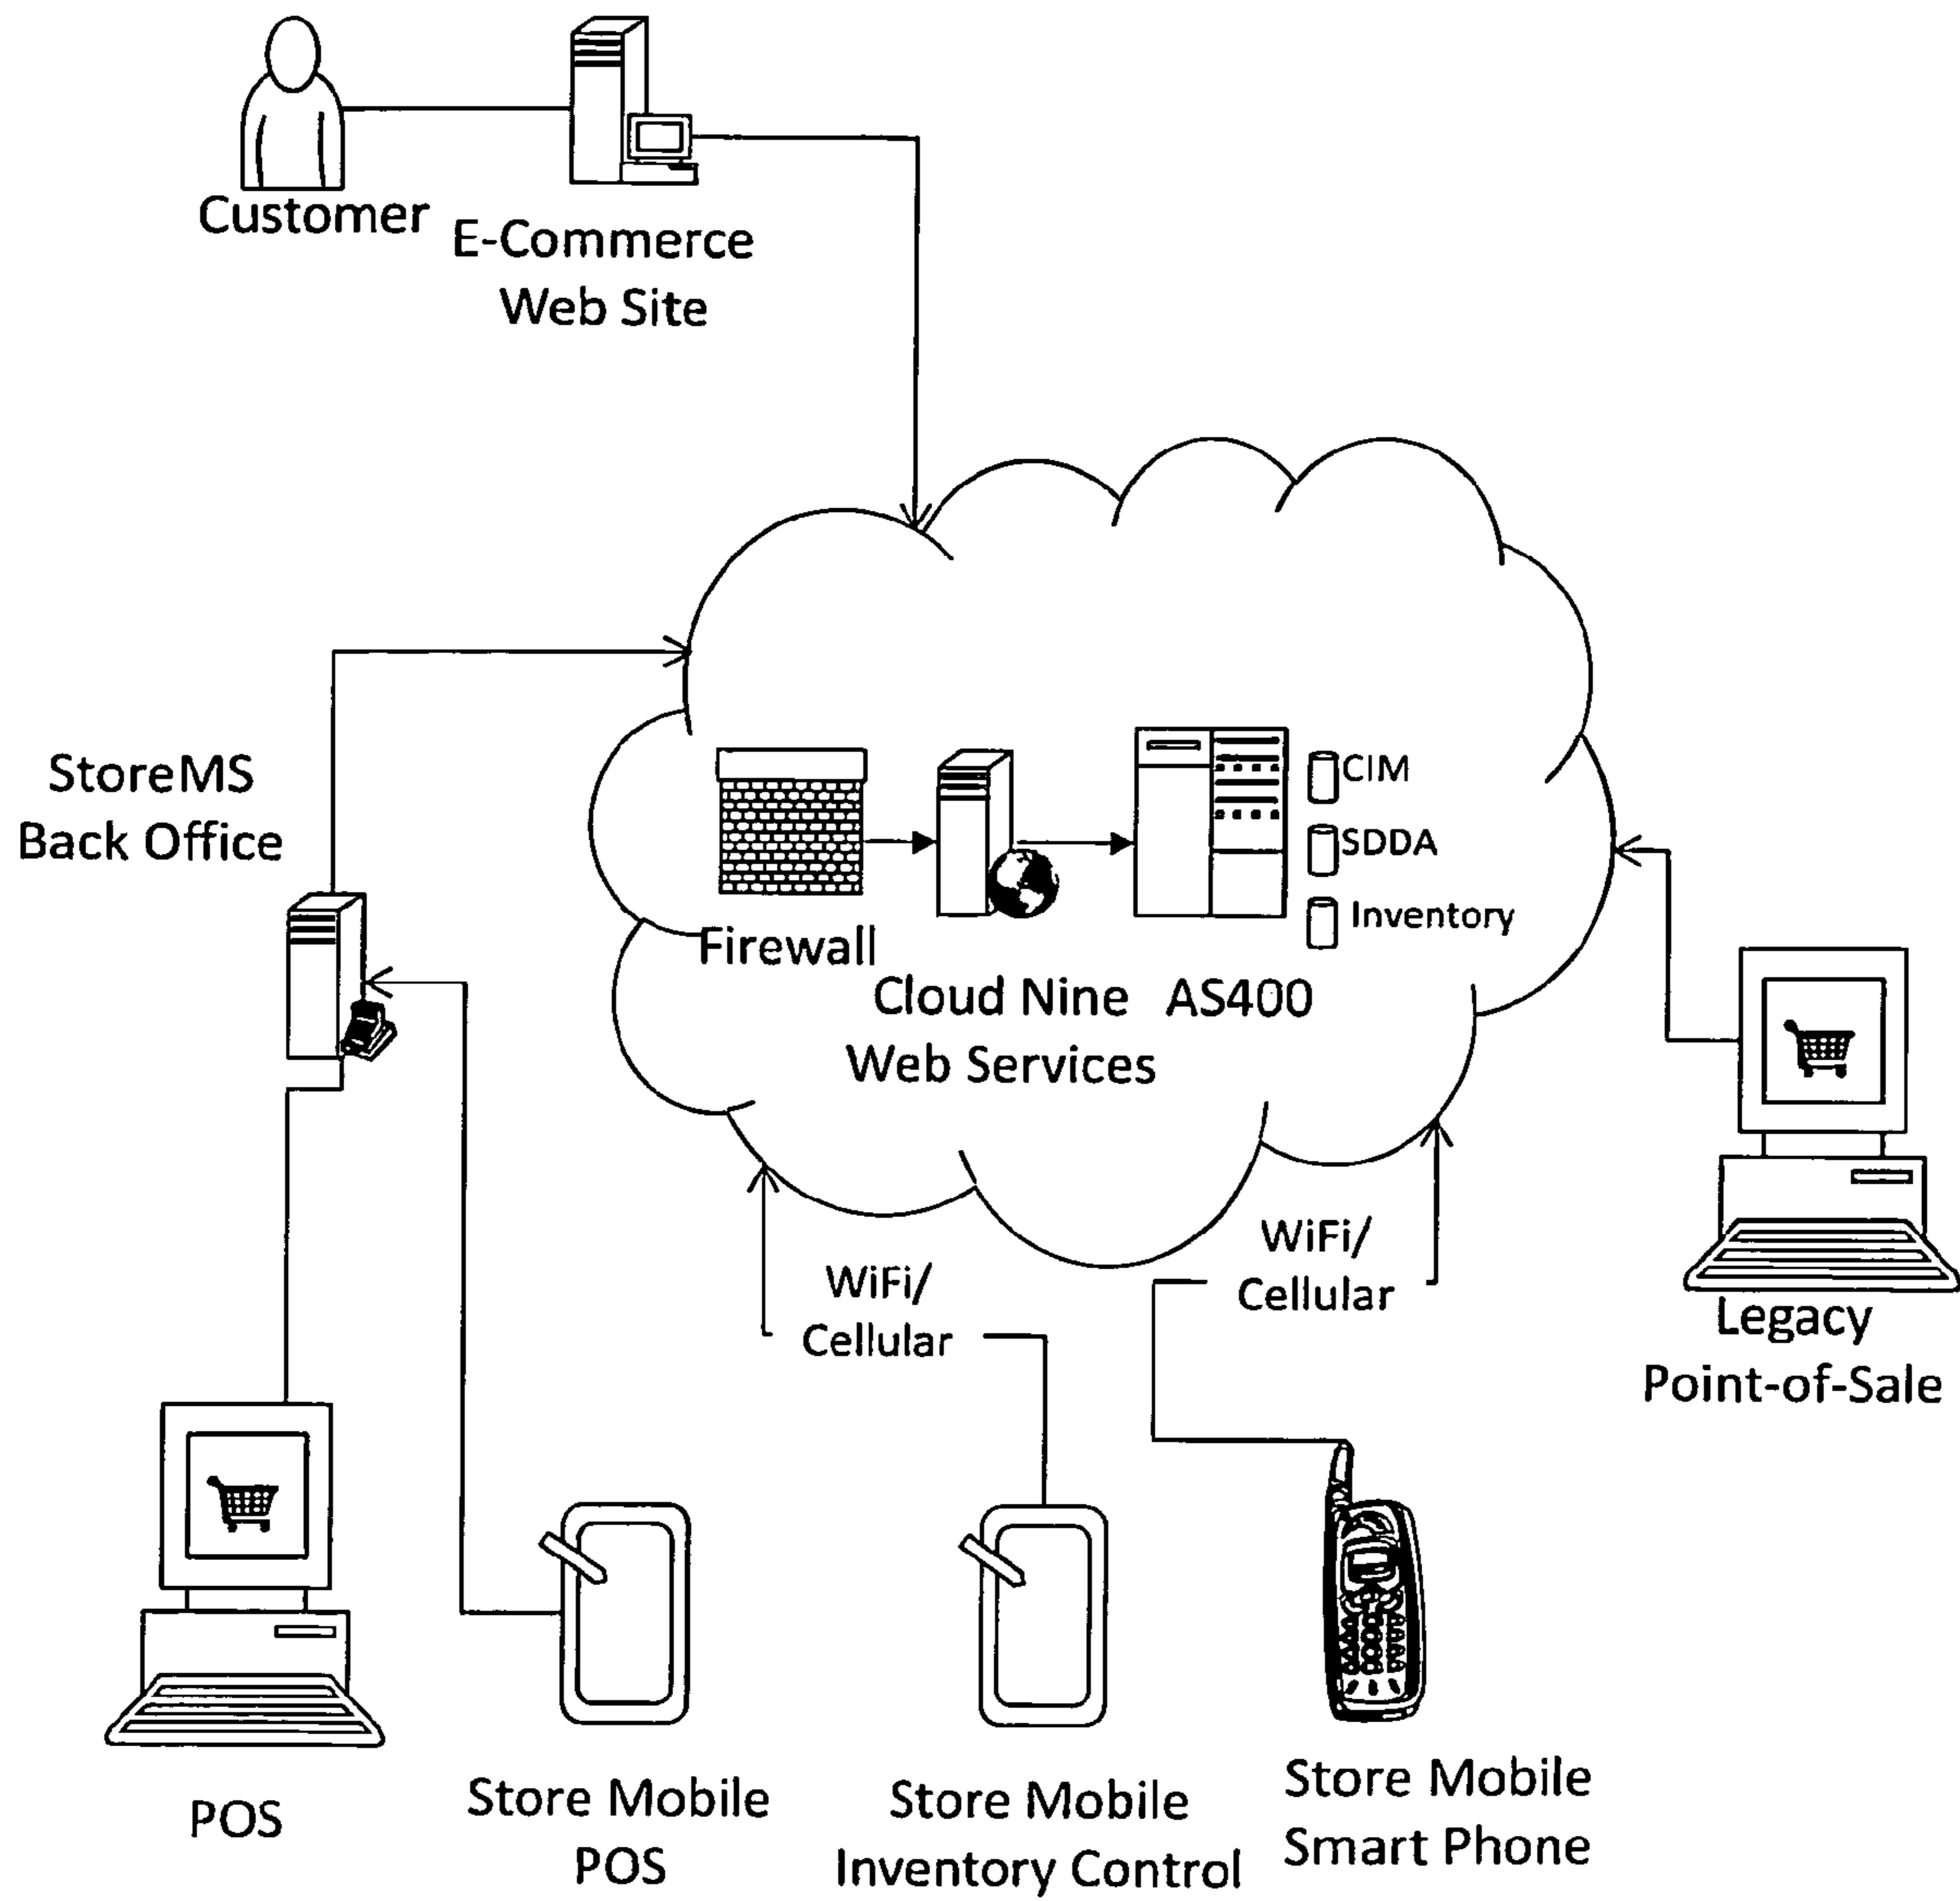 Customer
E-Commerce
Web Site
StoreMS
Back Office
CIM
SDDA
Inventory
Firewall
Cloud Nine
Web Services
AS400
WiFi/
Cellular
WiFi/
Cellular
Legacy
Point-of-Sale
POS
Store Mobile
POS
Store Mobile
Inventory Control
Store Mobile
Smart Phone